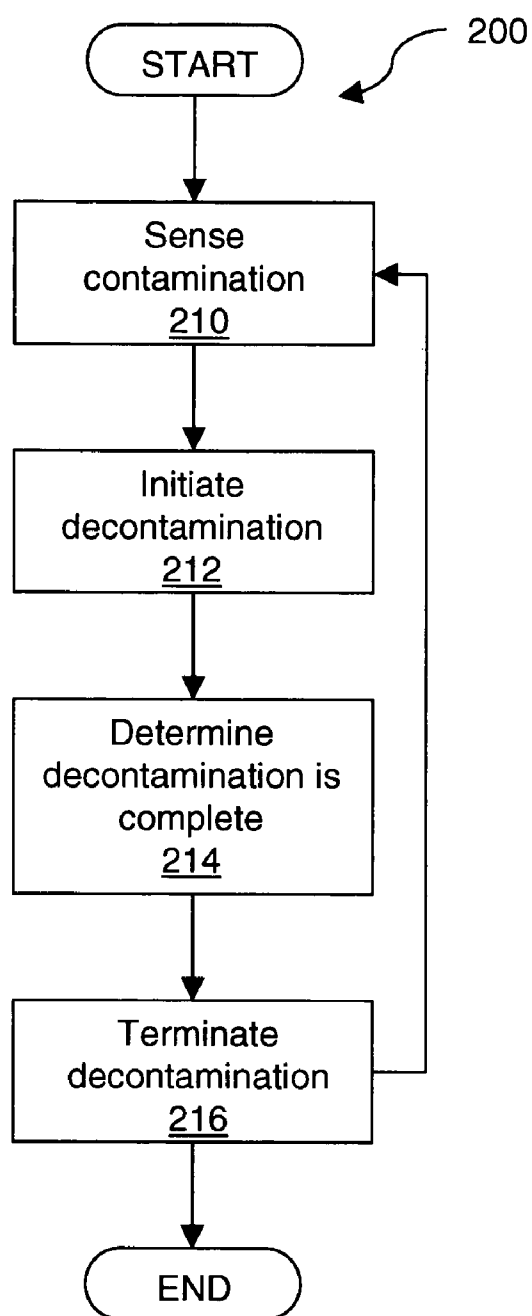 200
START
Sense
contamination
210
Initiate
decontamination
212
Determine
decontamination is
complete
214
Terminate
decontamination
216
END